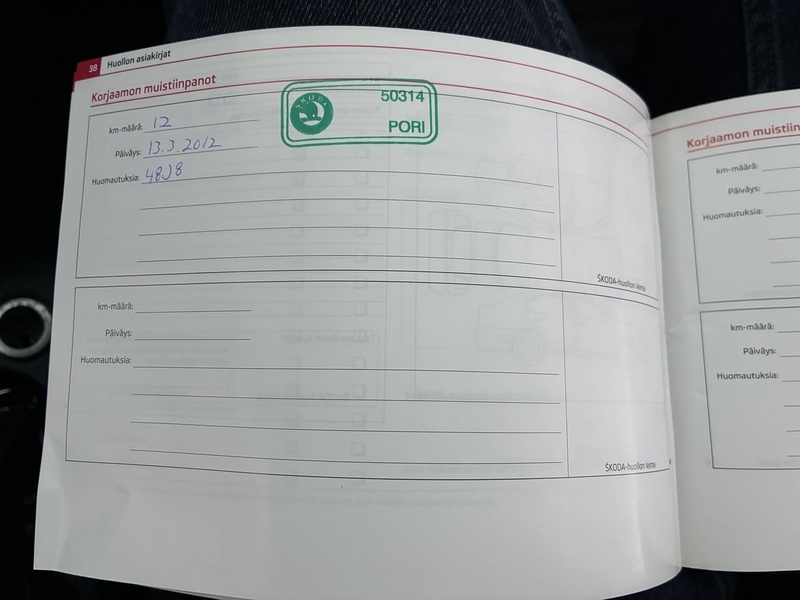 38 Huollon asiakirjat
Korjaamon muistiinpanot
ŠKODA
50314
PORI
km-määrä: 12
Päiväys: 13.3.2012
Huomautuksia: 48J8
ŠKODA-huollon leima
km-määrä:
Päiväys:
Huomautuksia:
ŠKODA-huollon leima
Korjaamon
km-määrä:
Päiväys:
Huomautuksia:
km-määrä:
Päiväys:
Huomautuksia: